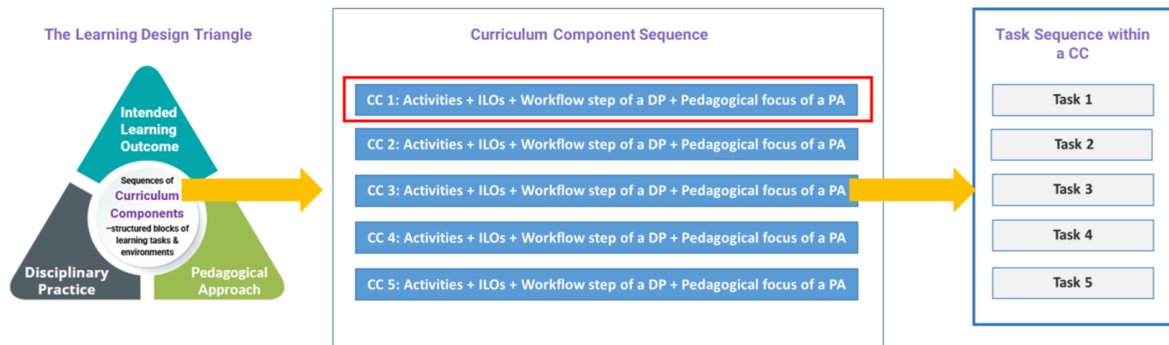 The Learning Design Triangle
Intended
Learning
Outcome
Sequences of
Curriculum
Components
–structured blocks of
learning tasks &
environments
Disciplinary
Practice
Pedagogical
Approach
Curriculum Component Sequence
CC 1: Activities + ILOs + Workflow step of a DP + Pedagogical focus of a PA
CC 2: Activities + ILOs + Workflow step of a DP + Pedagogical focus of a PA
CC 3: Activities + ILOs + Workflow step of a DP + Pedagogical focus of a PA
CC 4: Activities + ILOs + Workflow step of a DP + Pedagogical focus of a PA
CC 5: Activities + ILOs + Workflow step of a DP + Pedagogical focus of a PA
Task Sequence within
a CC
Task 1
Task 2
Task 3
Task 4
Task 5